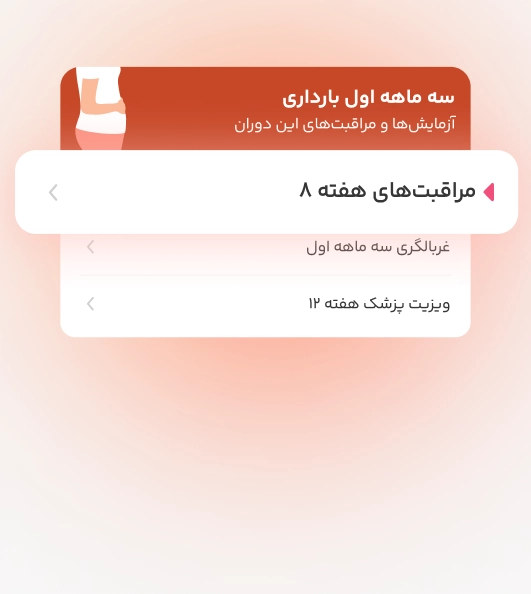 سه ماهه اول بارداری
آزمایش‌ها و مراقبت‌های این دوران
مراقبت‌های هفته ۸
غربالگری سه ماهه اول
ویزیت پزشک هفته ۱۲